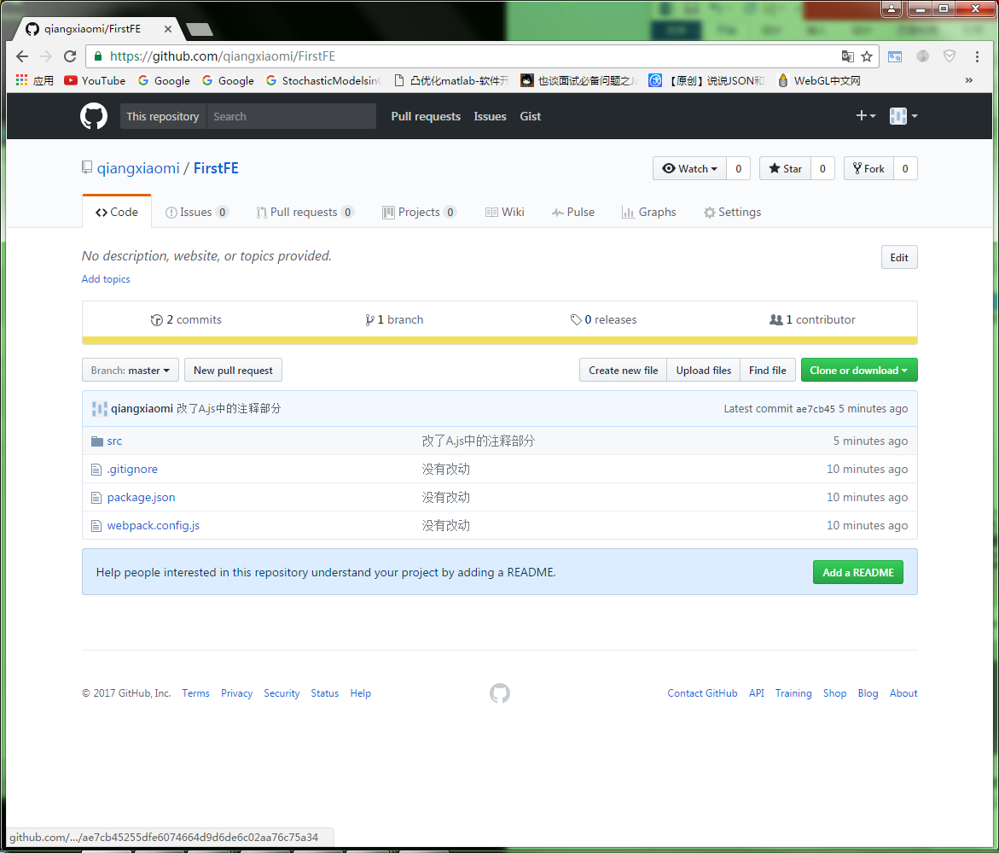 qiangxiaomi/FirstFE
https://github.com/qiangxiaomi/FirstFE
应用 YouTube Google Google StochasticModelsin 凸优化matlab-软件开 也谈面试必备问题之 【原创】说说JSON和 WebGL中文网 »
This repository Search Pull requests Issues Gist
qiangxiaomi / FirstFE Watch 0 Star 0 Fork 0
Code Issues 0 Pull requests 0 Projects 0 Wiki Pulse Graphs Settings
No description, website, or topics provided. Edit
Add topics
2 commits 1 branch 0 releases 1 contributor
Branch: master New pull request Create new file Upload files Find file Clone or download
qiangxiaomi 改了A.js中的注释部分 Latest commit ae7cb45 5 minutes ago
src 改了A.js中的注释部分 5 minutes ago
.gitignore 没有改动 10 minutes ago
package.json 没有改动 10 minutes ago
webpack.config.js 没有改动 10 minutes ago
Help people interested in this repository understand your project by adding a README. Add a README
© 2017 GitHub, Inc. Terms Privacy Security Status Help Contact GitHub API Training Shop Blog About
github.com/.../ae7cb45255dfe6074664d9d6de6c02aa76c75a34